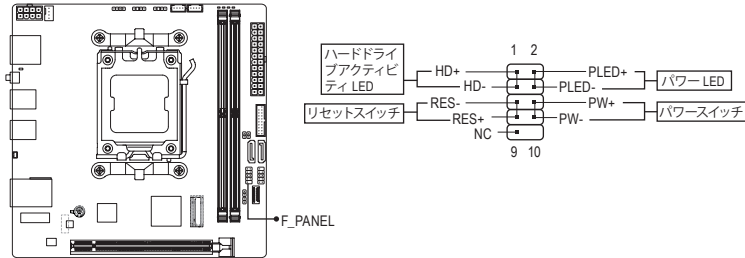 ハードドライ
ブアクティビ
ティ LED
リセットスイッチ
HD+
HD-
RES-
RES+
NC
1 2
9 10
PLED+
PLED-
PW+
PW-
パワー LED
パワースイッチ
F_PANEL